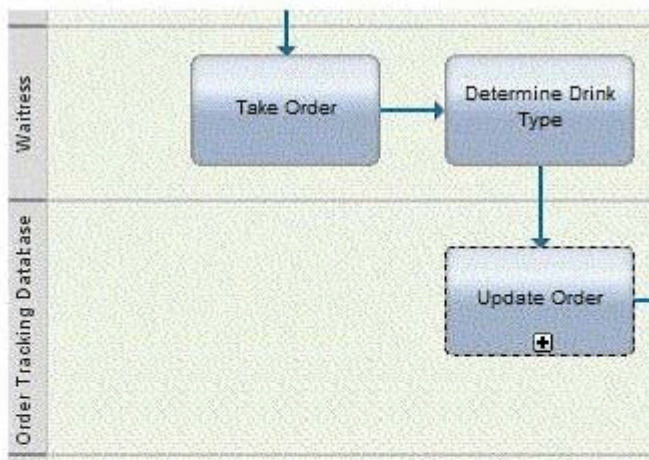 Waitress
Take Order
Determine Drink
Type
Order Tracking Database
Update Order